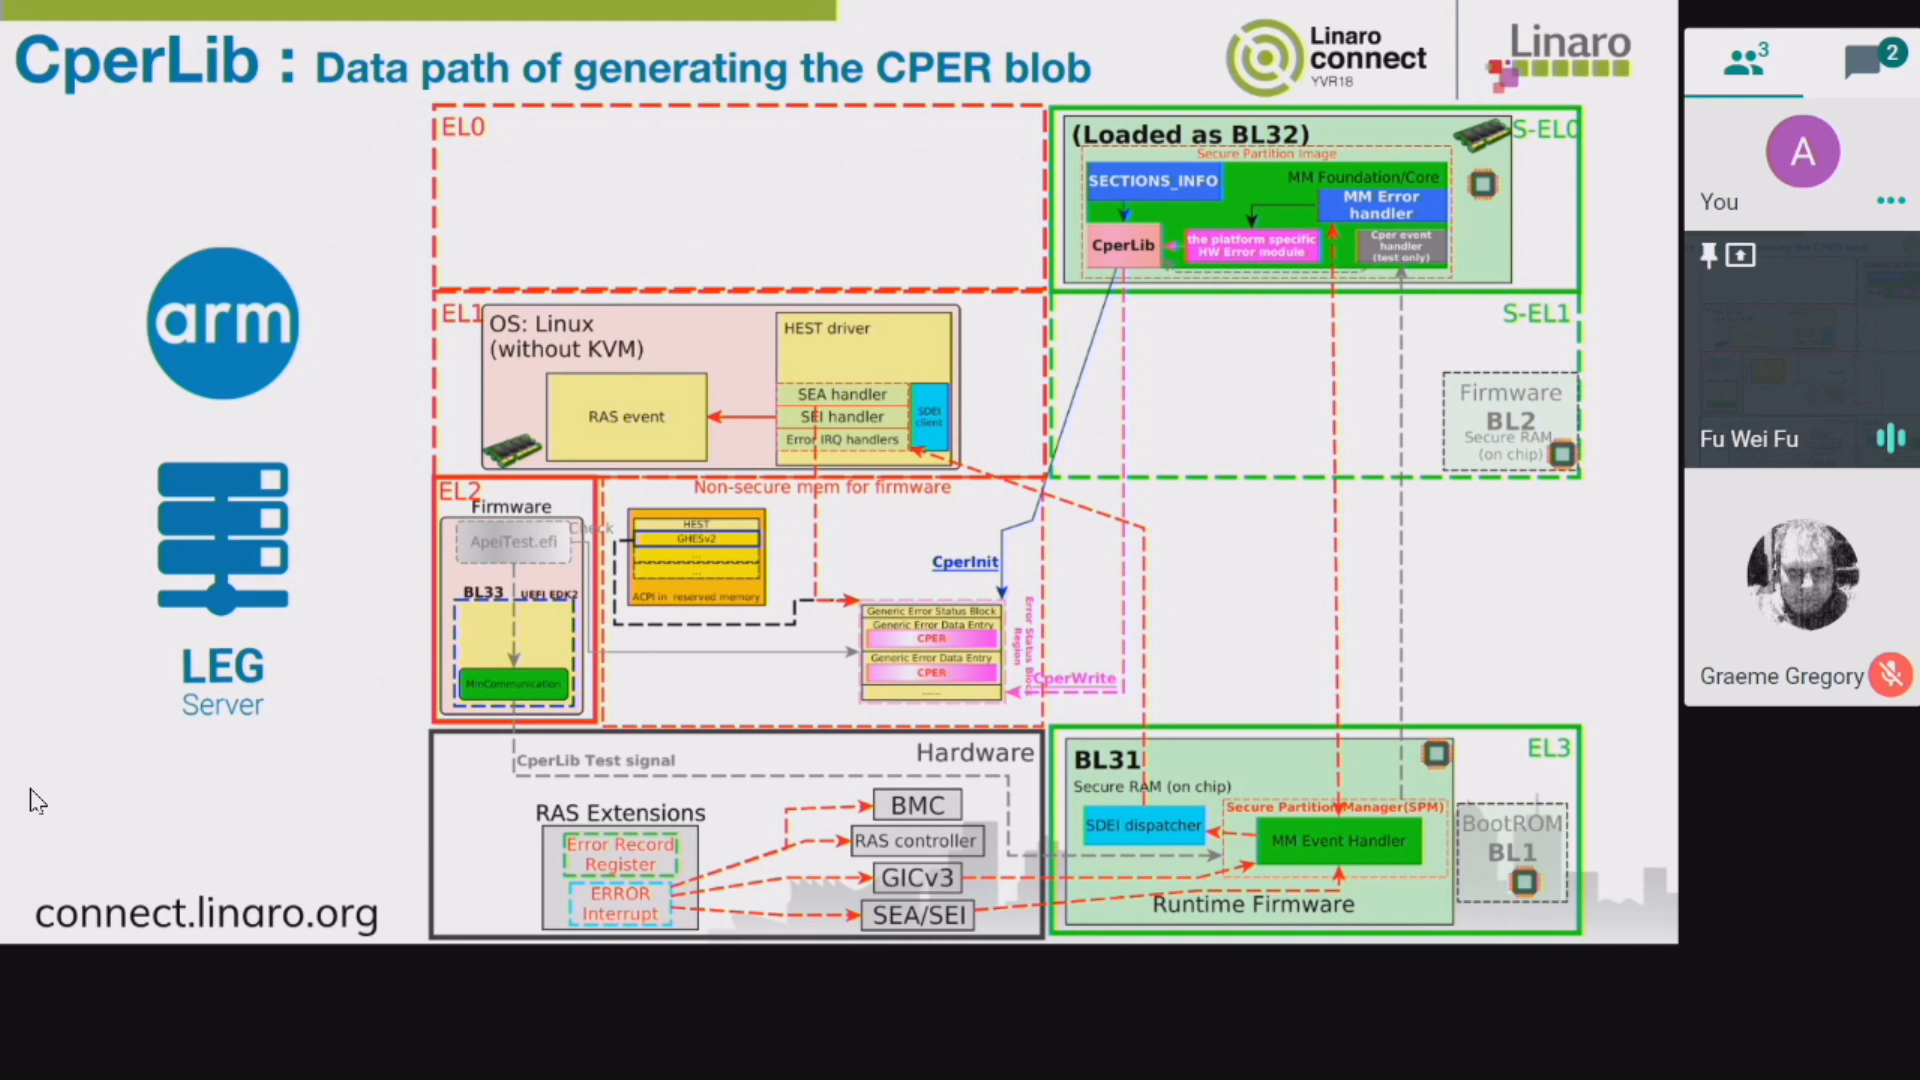 CperLib : Data path of generating the CPER blob
Linaro
connect
YVR18
Linaro
EL0
(Loaded as BL32)
S-EL0
Secure Partition Image
SECTIONS_INFO
MM Foundation/Core
MM Error
handler
CperLib
the platform specific
HW Error module
Cper event
handler
(test only)
arm
EL1
OS: Linux
(without KVM)
HEST driver
RAS event
SEA handler
SEI handler
Error IRQ handlers
SDEI
client
S-EL1
Firmware
BL2
Secure RAM
(on chip)
EL2
Firmware
ApeiTest.efi
Check
BL33
UEFI EDK2
MmCommunication
Non-secure mem for firmware
HEST
GHESv2
...
...
ACPI in reserved memory
CperInit
Generic Error Status Block
Generic Error Data Entry
CPER
Generic Error Data Entry
CPER
......
Error Status Block
Region
CperWrite
LEG
Server
Hardware
CperLib Test signal
RAS Extensions
Error Record
Register
ERROR
Interrupt
BMC
RAS controller
GICv3
SEA/SEI
EL3
BL31
Secure RAM (on chip)
SDEI dispatcher
Secure Partition Manager(SPM)
MM Event Handler
Runtime Firmware
BootROM
BL1
connect.linaro.org
3
2
A
You
Fu Wei Fu
Graeme Gregory